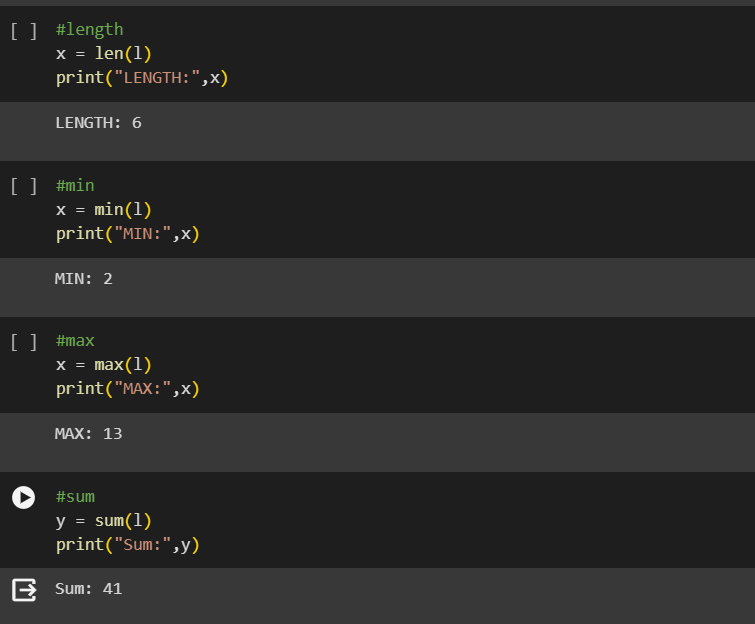 [ ] #length
x = len(l)
print("LENGTH:",x)
LENGTH: 6
[ ] #min
x = min(l)
print("MIN:",x)
MIN: 2
[ ] #max
x = max(l)
print("MAX:",x)
MAX: 13
#sum
y = sum(l)
print("Sum:",y)
Sum: 41